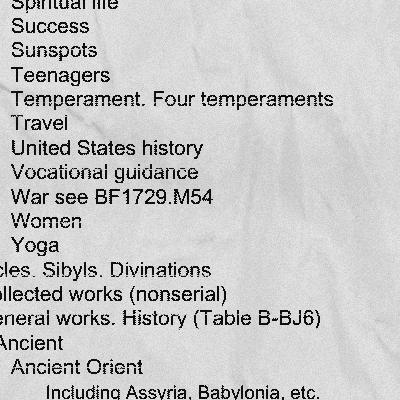 Spiritual life
Success
Sunspots
Teenagers
Temperament. Four temperaments
Travel
United States history
Vocational guidance
War see BF1729.M54
Women
Yoga
cles. Sibyls. Divinations
ollected works (nonserial)
eneral works. History (Table B-BJ6)
Ancient
Ancient Orient
Including Assyria, Babylonia, etc.